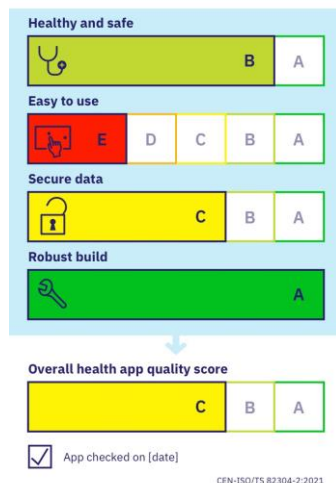 Healthy and safe
B A
Easy to use
E D C B A
Secure data
C B A
Robust build
A
Overall health app quality score
C B A
App checked on [date]
CEN-ISO/TS 82304-2:2021